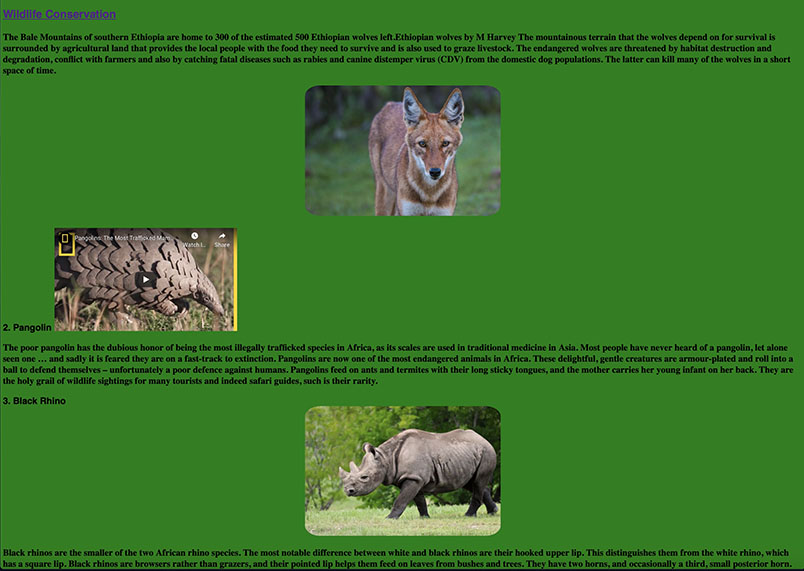 Wildlife Conservation
The Bale Mountains of southern Ethiopia are home to 300 of the estimated 500 Ethiopian wolves left.Ethiopian wolves by M Harvey The mountainous terrain that the wolves depend on for survival is
surrounded by agricultural land that provides the local people with the food they need to survive and is also used to graze livestock. The endangered wolves are threatened by habitat destruction and
degradation, conflict with farmers and also by catching fatal diseases such as rabies and canine distemper virus (CDV) from the domestic dog populations. The latter can kill many of the wolves in a short
space of time.
Pangolins: The Most Trafficked Mam...
Watch l...
Share
2. Pangolin
The poor pangolin has the dubious honor of being the most illegally trafficked species in Africa, as its scales are used in traditional medicine in Asia. Most people have never heard of a pangolin, let alone
seen one … and sadly it is feared they are on a fast-track to extinction. Pangolins are now one of the most endangered animals in Africa. These delightful, gentle creatures are armour-plated and roll into a
ball to defend themselves – unfortunately a poor defence against humans. Pangolins feed on ants and termites with their long sticky tongues, and the mother carries her young infant on her back. They are
the holy grail of wildlife sightings for many tourists and indeed safari guides, such is their rarity.
3. Black Rhino
Black rhinos are the smaller of the two African rhino species. The most notable difference between white and black rhinos are their hooked upper lip. This distinguishes them from the white rhino, which
has a square lip. Black Rhinos are browsers rather than grazers, and their pointed lip helps them feed on leaves from bushes and trees. They have two horns, and occasionally a third, small posterior horn.